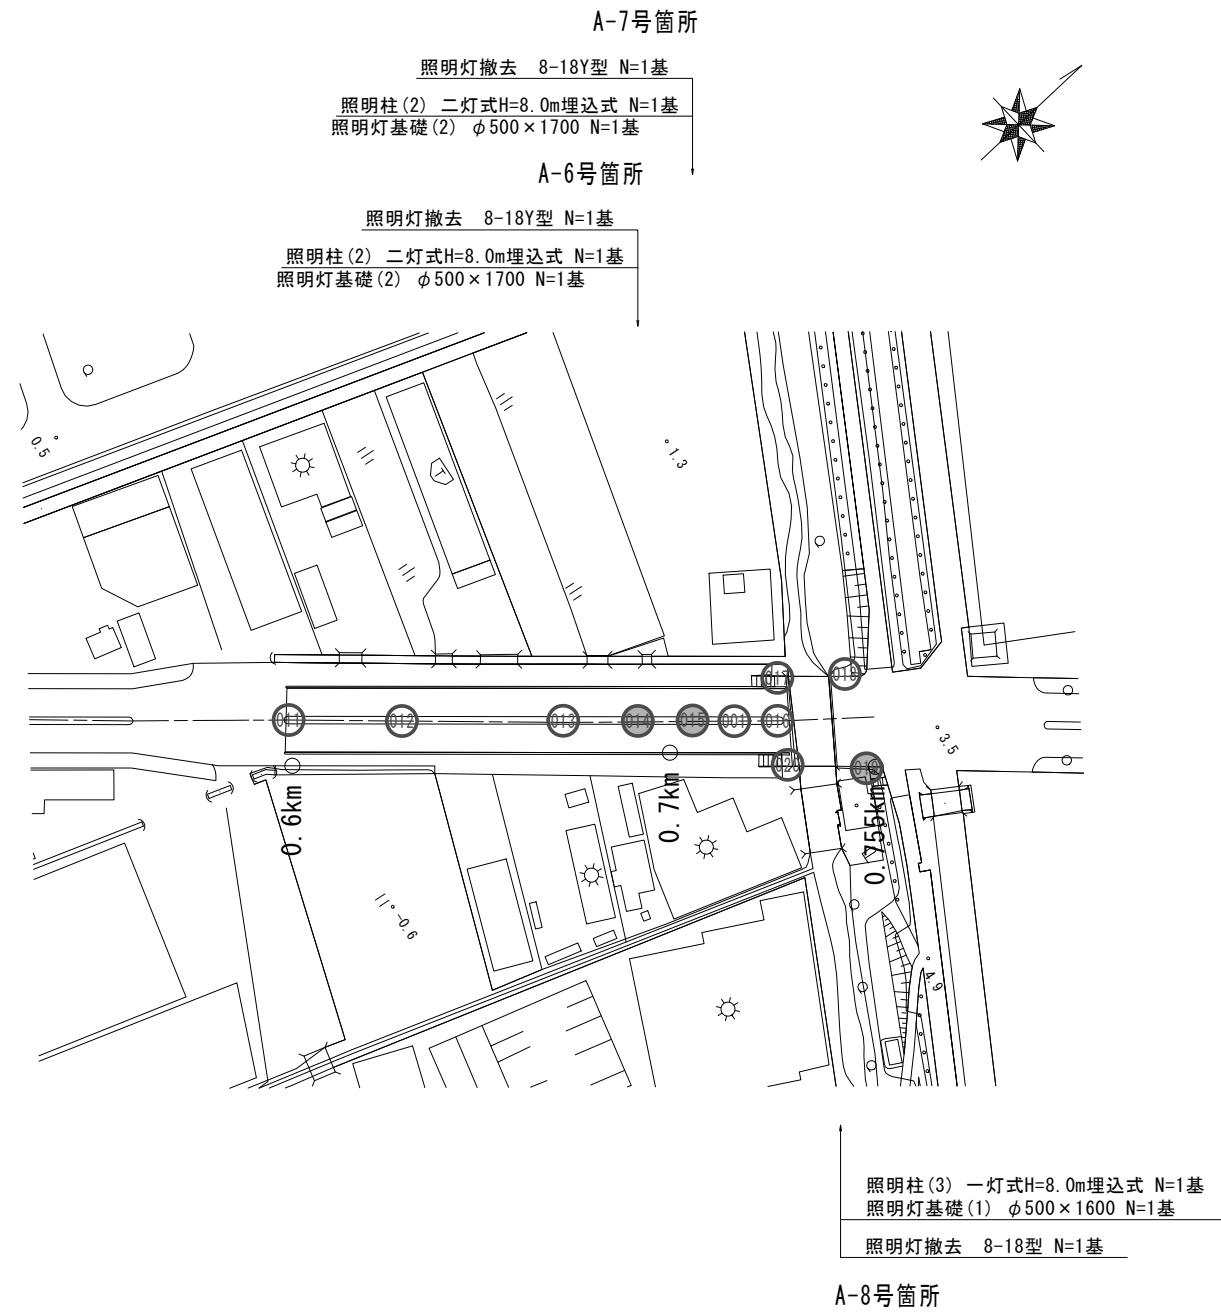 A-7号箇所
照明灯撤去　8-18Y型 N=1基
照明柱(2) 二灯式H=8.0m埋込式 N=1基
照明灯基礎(2) φ500×1700 N=1基
A-6号箇所
照明灯撤去　8-18Y型 N=1基
照明柱(2) 二灯式H=8.0m埋込式 N=1基
照明灯基礎(2) φ500×1700 N=1基
0.5
1.3
T
017
018
011
012
013
014
015
001
016
3.5
020
0.6km
0.7km
0.755km
-0.6
4.9
照明柱(3) 一灯式H=8.0m埋込式 N=1基
照明灯基礎(1) φ500×1600 N=1基
照明灯撤去　8-18型 N=1基
A-8号箇所